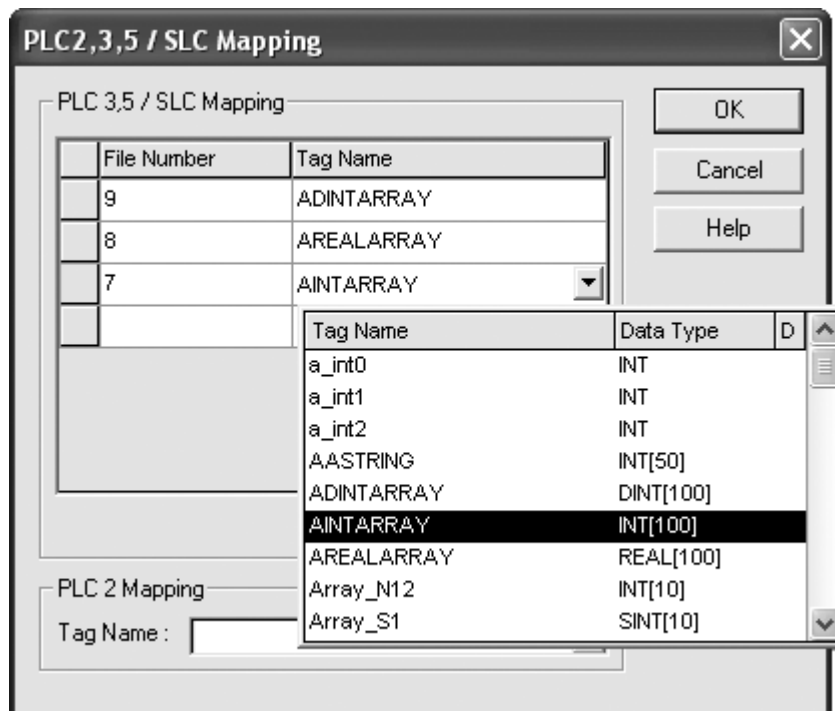 PLC2,3,5 / SLC Mapping
PLC 3,5 / SLC Mapping
OK
File Number Tag Name
Cancel
9 ADINTARRAY
8 AREALARRAY
Help
7 AINTARRAY
Tag Name Data Type D
a_int0 INT
a_int1 INT
a_int2 INT
AASTRING INT[50]
ADINTARRAY DINT[100]
AINTARRAY INT[100]
AREALARRAY REAL[100]
Array_N12 INT[10]
Array_S1 SINT[10]
PLC 2 Mapping
Tag Name :